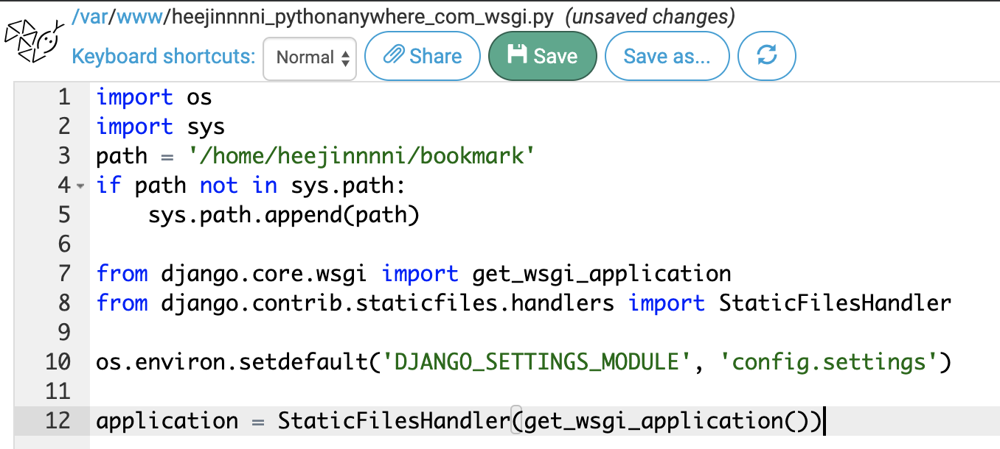 /var/www/heejinnnni_pythonanywhere_com_wsgi.py (unsaved changes)
Keyboard shortcuts: Normal Share Save Save as...
1 import os
2 import sys
3 path = '/home/heejinnnni/bookmark'
4 if path not in sys.path:
5     sys.path.append(path)
6
7 from django.core.wsgi import get_wsgi_application
8 from django.contrib.staticfiles.handlers import StaticFilesHandler
9
10 os.environ.setdefault('DJANGO_SETTINGS_MODULE', 'config.settings')
11
12 application = StaticFilesHandler(get_wsgi_application())